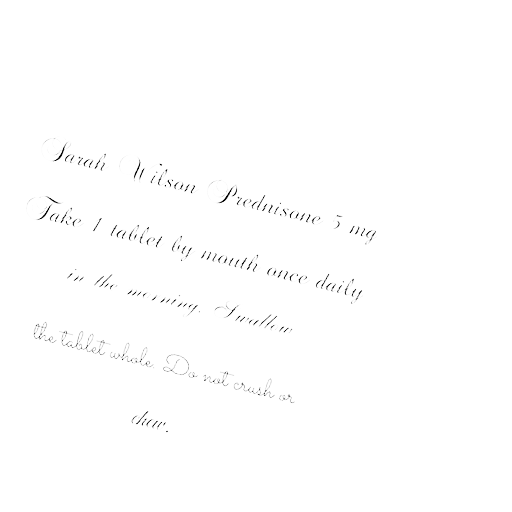 Sarah Wilson Prednisone 5 mg
Take 1 tablet by mouth once daily
in the morning. Swallow
the tablet whole. Do not crush or
chew.